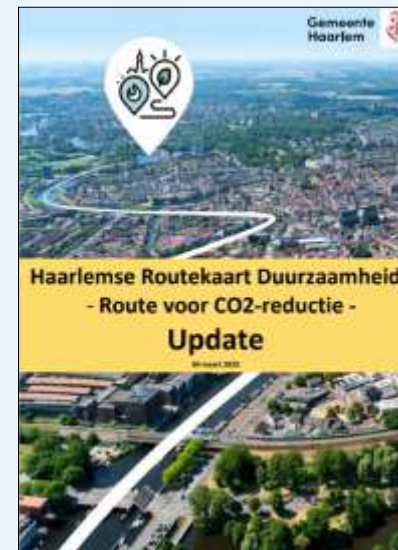 Gemeente
Haarlem
Haarlemse Routekaart Duurzaamheid
- Route voor CO2-reductie -
Update